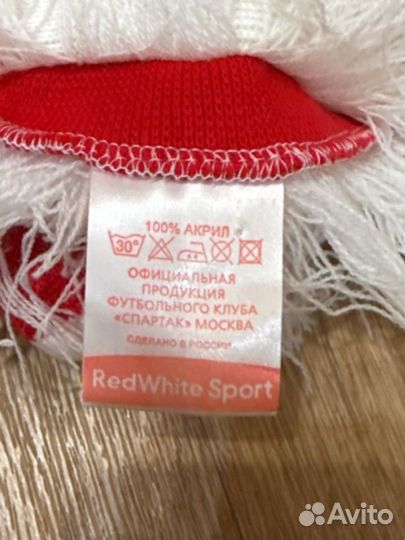 100% АКРИЛ
30°
ОФИЦИАЛЬНАЯ
ПРОДУКЦИЯ
ФУТБОЛЬНОГО КЛУБА
«СПАРТАК» МОСКВА
СДЕЛАНО В РОССИИ
RedWhite Sport
Avito